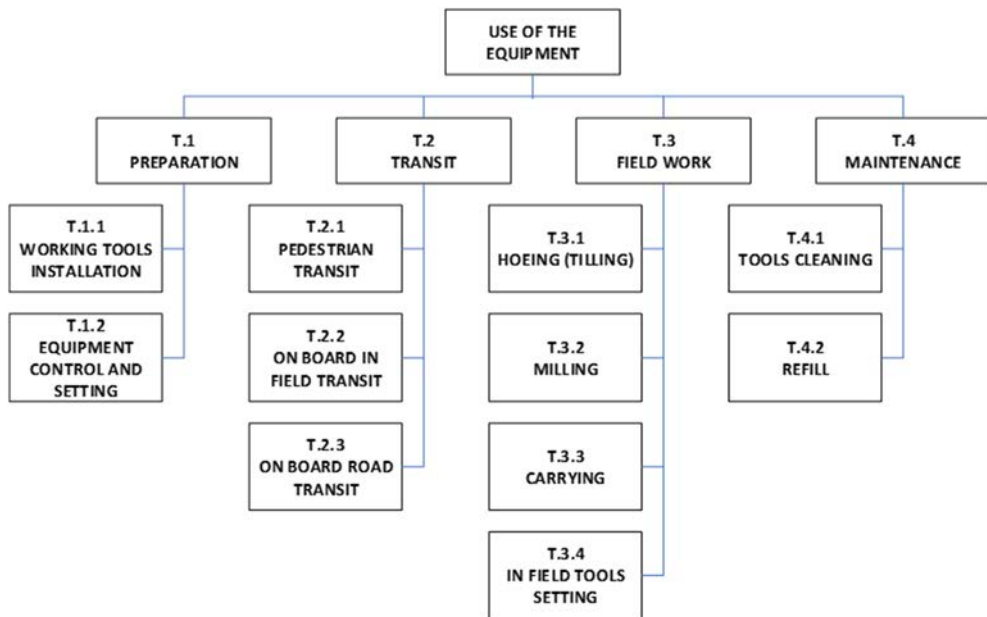 USE OF THE
EQUIPMENT
T.1
PREPARATION
T.2
TRANSIT
T.3
FIELD WORK
T.4
MAINTENANCE
T.1.1
WORKING TOOLS
INSTALLATION
T.1.2
EQUIPMENT
CONTROL AND
SETTING
T.2.1
PEDESTRIAN
TRANSIT
T.2.2
ON BOARD IN
FIELD TRANSIT
T.2.3
ON BOARD ROAD
TRANSIT
T.3.1
HOEING (TILLING)
T.3.2
MILLING
T.3.3
CARRYING
T.3.4
IN FIELD TOOLS
SETTING
T.4.1
TOOLS CLEANING
T.4.2
REFILL